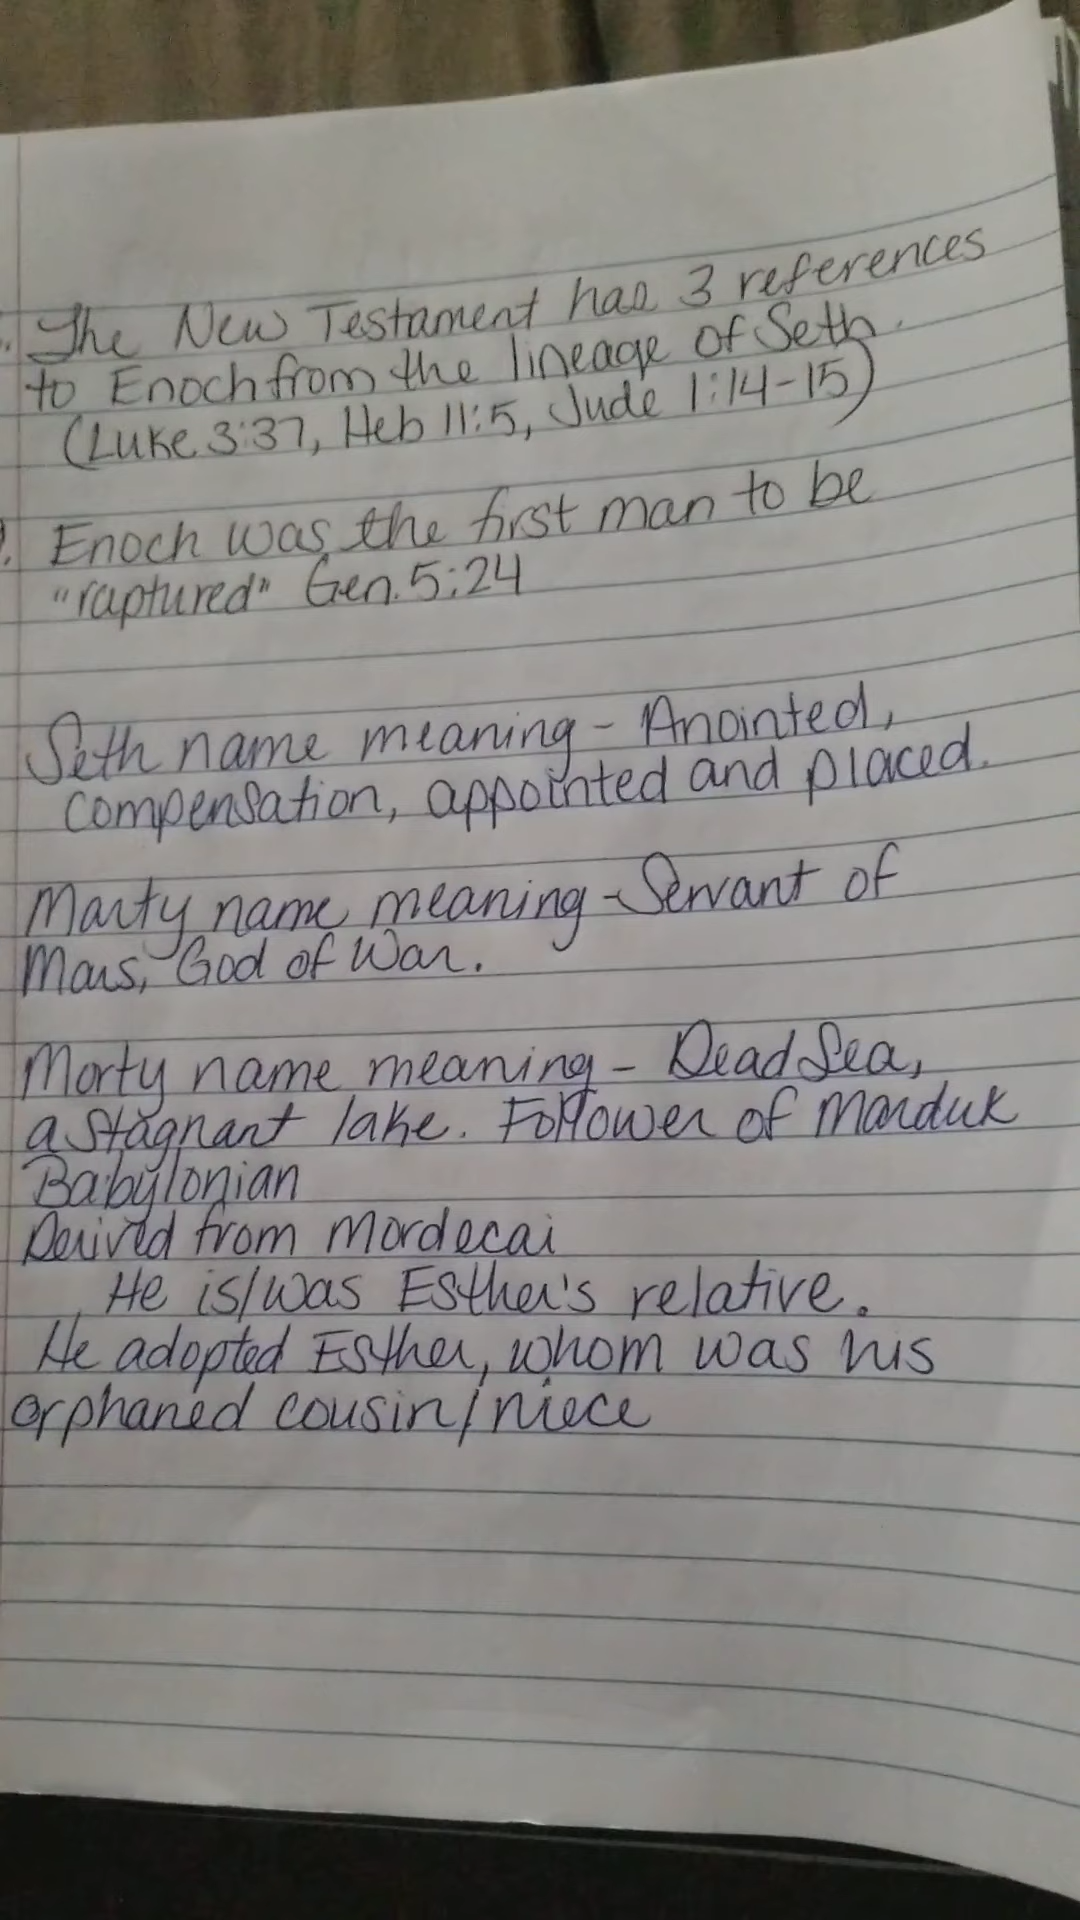 The New Testament has 3 references
to Enoch from the lineage of Seth.
(Luke 3:37, Heb 11:5, Jude 1:14-15)
Enoch was the first man to be
"raptured" Gen. 5:24
Seth name meaning - Anointed,
compensation, appointed and placed.
Marty name meaning - Servant of
Mars, God of War.
Morty name meaning - Dead Sea,
a stagnant lake. Follower of Marduk
Babylonian
Derived from Mordecai
He is/was Esther's relative.
He adopted Esther, whom was his
orphaned cousin/niece